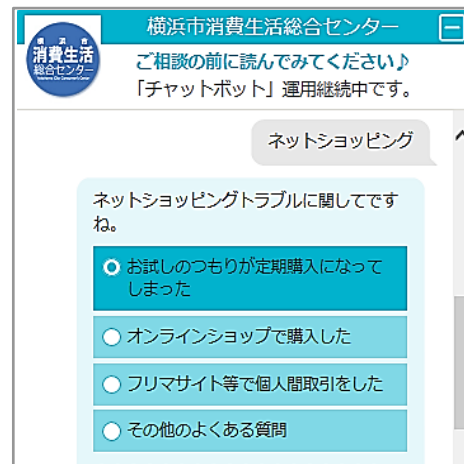 横浜市消費生活総合センター
横浜市
消費生活
総合センター
ご相談の前に読んでみてください♪
「チャットボット」運用継続中です。
ネットショッピング
ネットショッピングトラブルに関してです
ね。
お試しのつもりが定期購入になって
しまった
オンラインショップで購入した
フリマサイト等で個人間取引をした
その他のよくある質問